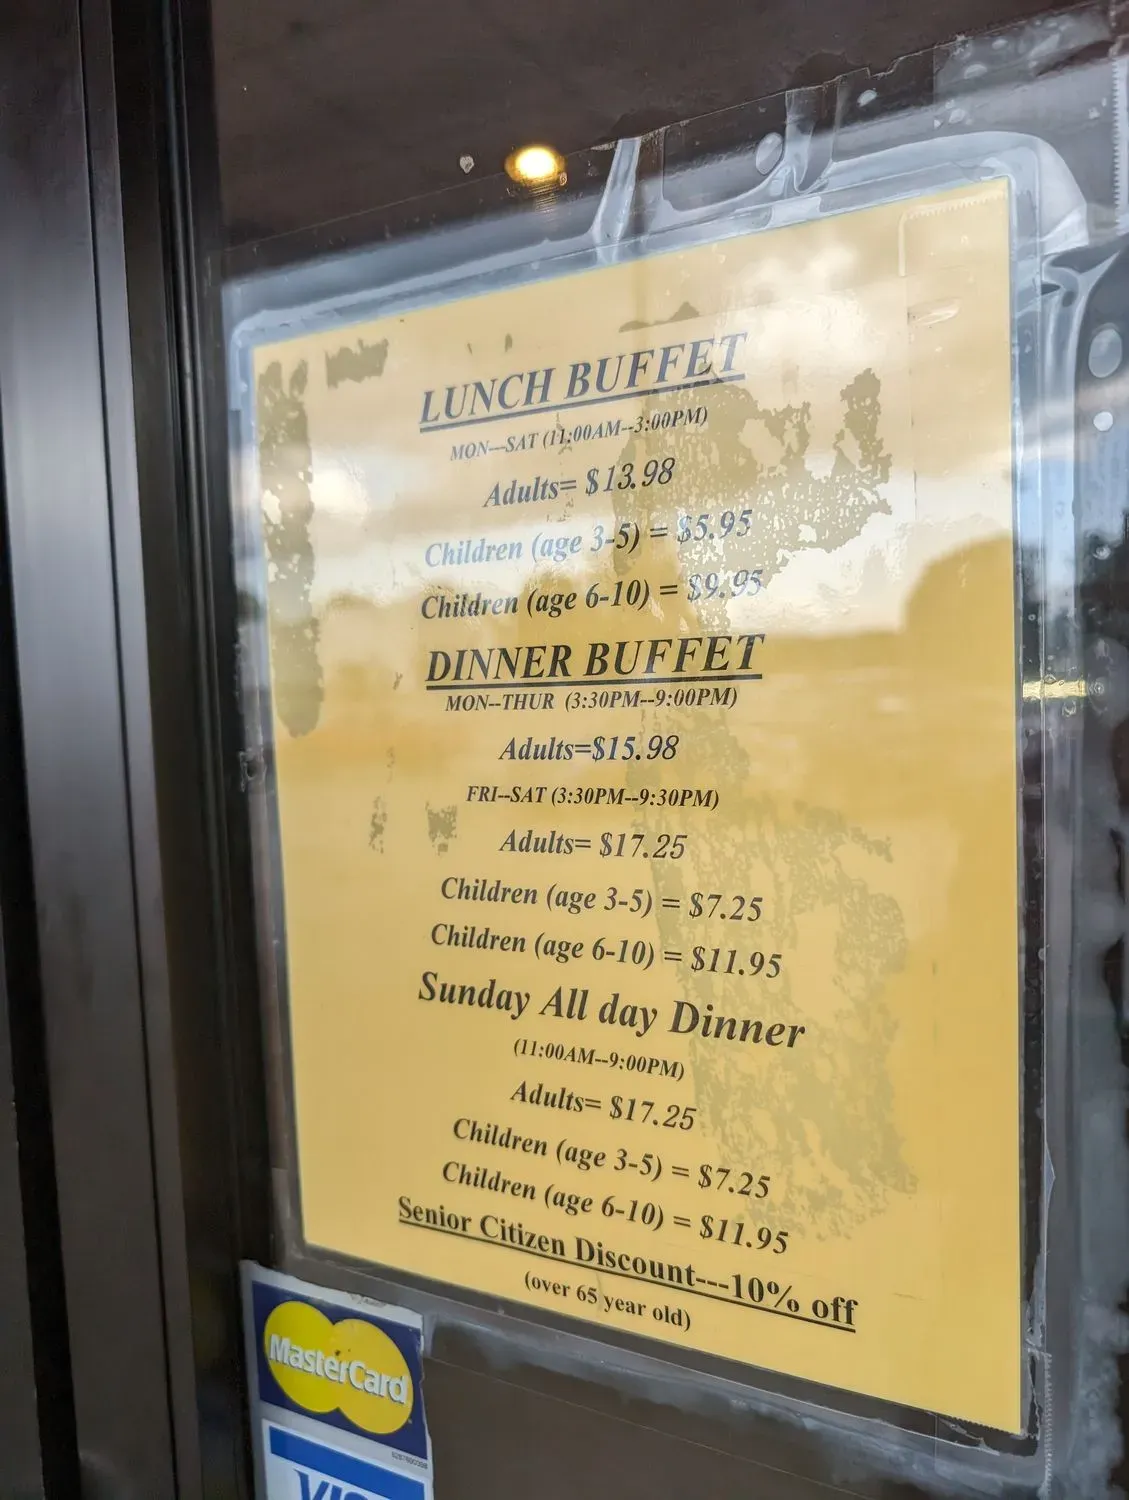 LUNCH BUFFET
MON---SAT (11:00AM--3:00PM)
Adults= $13.98
Children (age 3-5) = $5.95
Children (age 6-10) = $9.95
DINNER BUFFET
MON--THUR (3:30PM--9:00PM)
Adults=$15.98
FRI--SAT (3:30PM--9:30PM)
Adults= $17.25
Children (age 3-5) = $7.25
Children (age 6-10) = $11.95
Sunday All day Dinner
(11:00AM--9:00PM)
Adults= $17.25
Children (age 3-5) = $7.25
Children (age 6-10) = $11.95
Senior Citizen Discount---10% off
(over 65 year old)
MasterCard